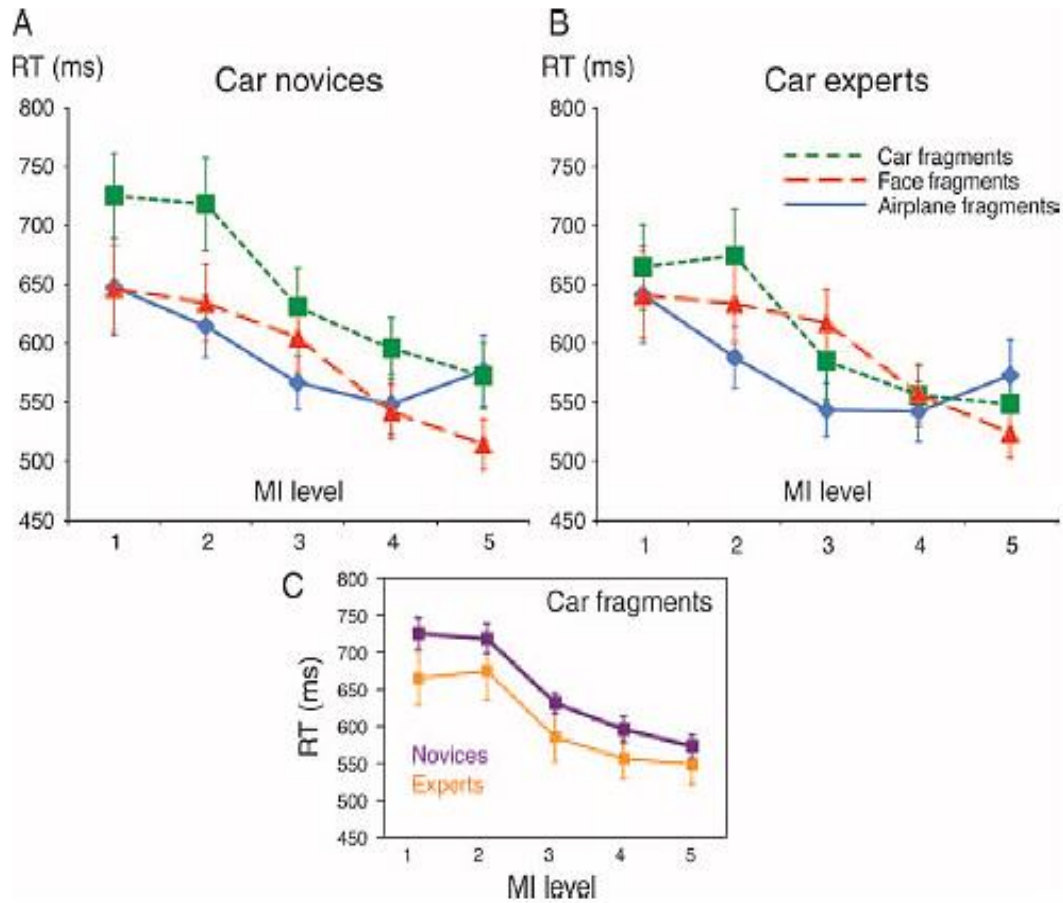 A
RT (ms)
Car novices
800
750
700
650
600
550
500
450
MI level
1 2 3 4 5
B
RT (ms)
Car experts
Car fragments
Face fragments
Airplane fragments
800
750
700
650
600
550
500
450
MI level
1 2 3 4 5
C
Car fragments
RT (ms)
800
750
700
650
600
550
500
450
Novices
Experts
1 2 3 4 5
MI level